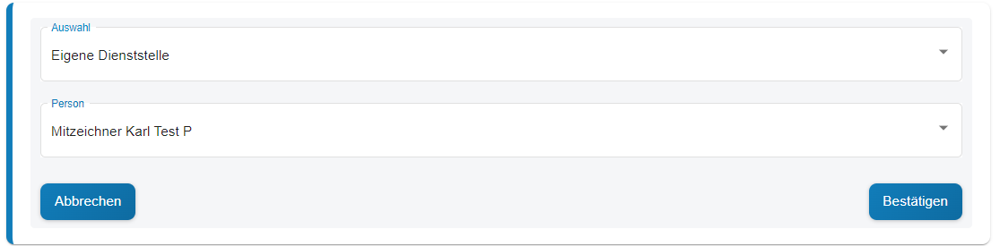 Auswahl
Eigene Dienststelle
Person
Mitzeichner Karl Test P
Abbrechen
Bestätigen